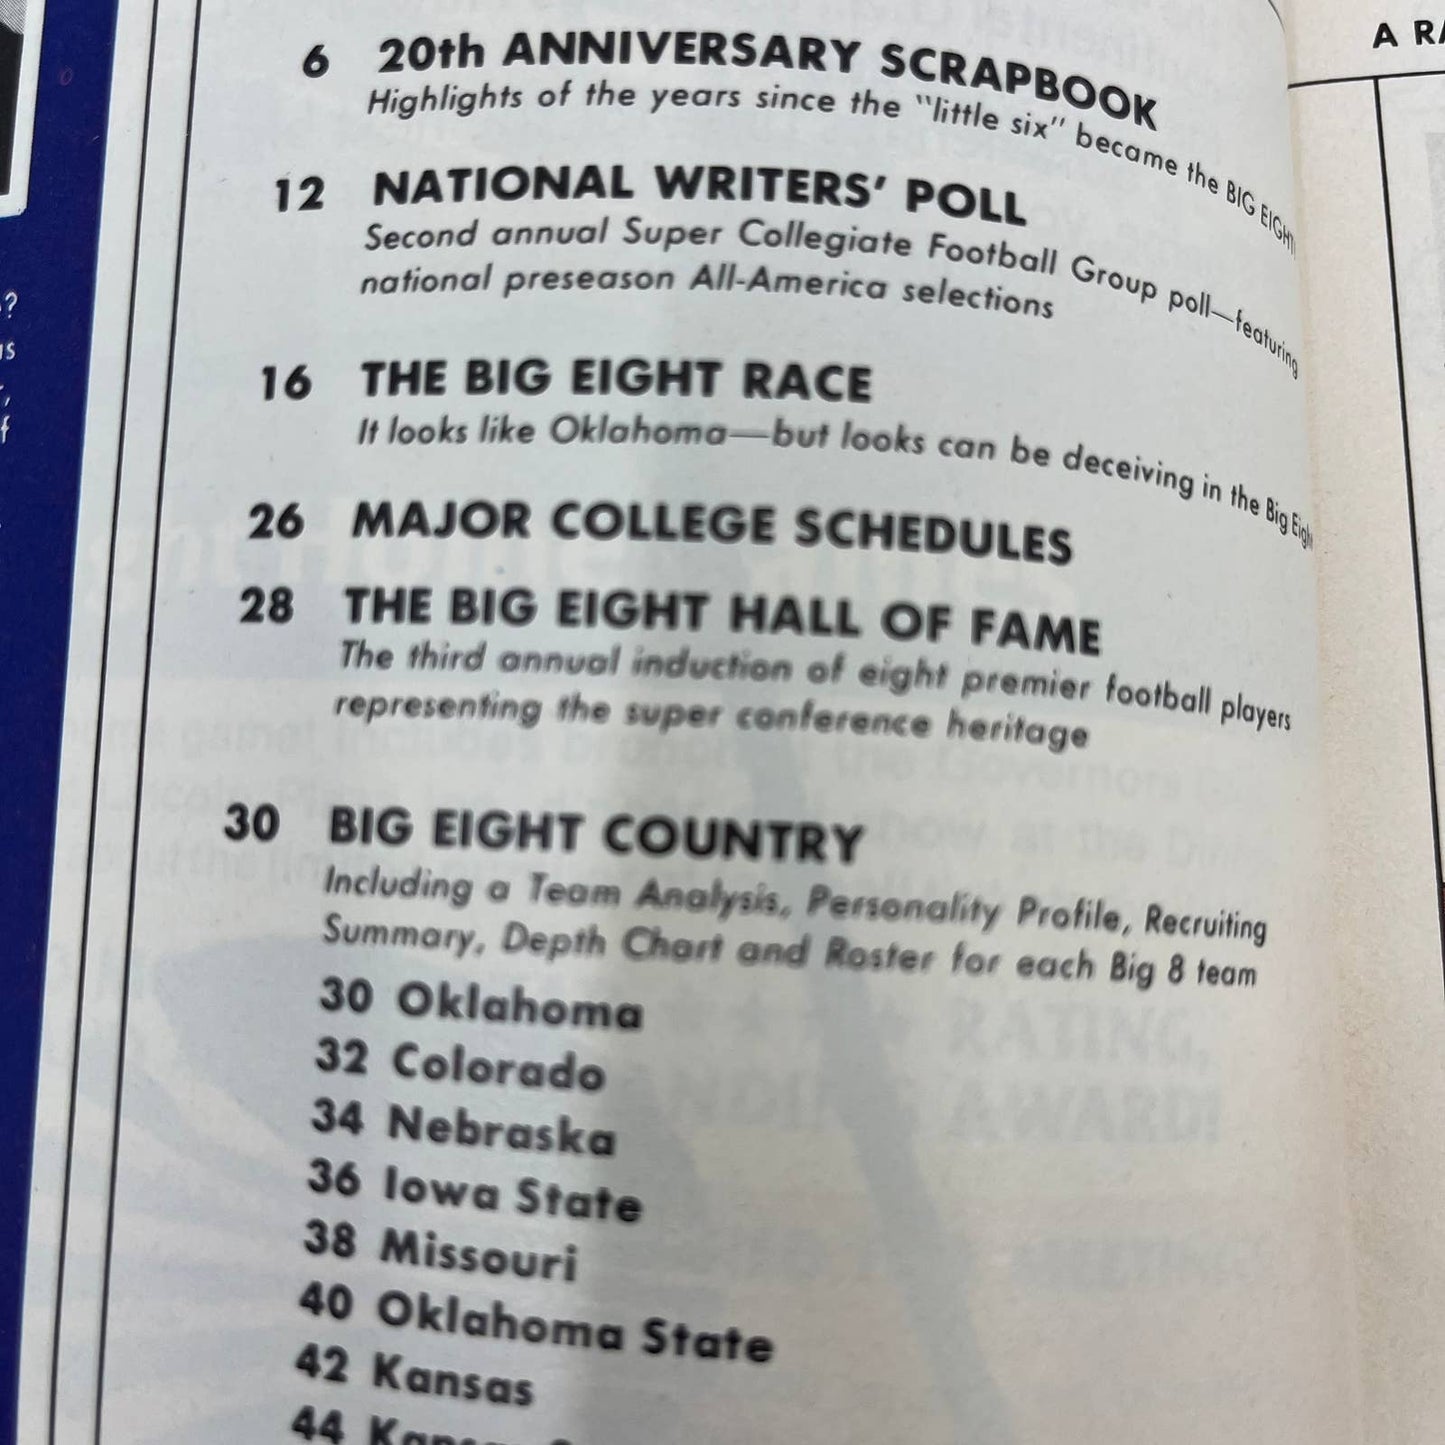 6 20th ANNIVERSARY SCRAPBOOK
Highlights of the years since the "little six" became the BIG EIGHT
12 NATIONAL WRITERS' POLL
Second annual Super Collegiate Football Group poll—featuring
national preseason All-America selections
16 THE BIG EIGHT RACE
It looks like Oklahoma—but looks can be deceiving in the Big Eight
26 MAJOR COLLEGE SCHEDULES
28 THE BIG EIGHT HALL OF FAME
The third annual induction of eight premier football players
representing the super conference heritage
30 BIG EIGHT COUNTRY
Including a Team Analysis, Personality Profile, Recruiting
Summary, Depth Chart and Roster for each Big 8 team
30 Oklahoma
32 Colorado
34 Nebraska
36 Iowa State
38 Missouri
40 Oklahoma State
42 Kansas
44
A